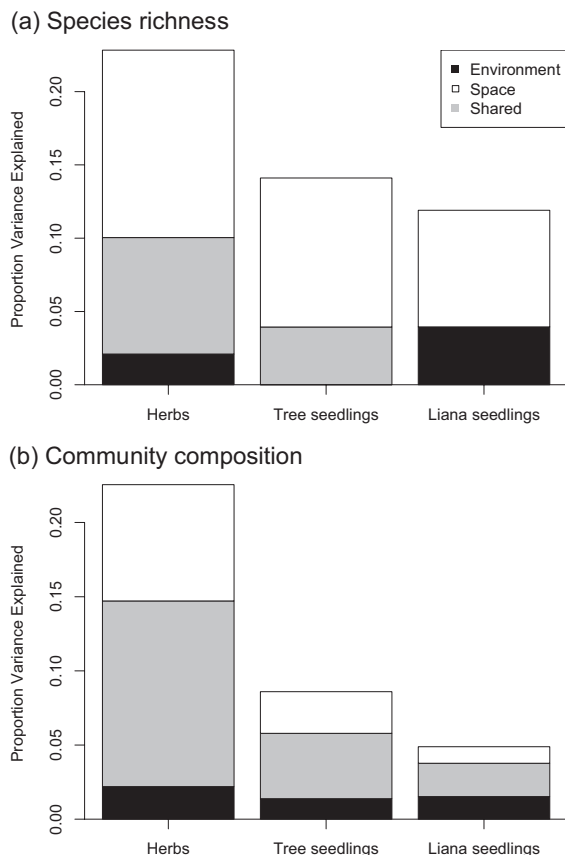 (a) Species richness
Environment
Space
Shared
Proportion Variance Explained
0.20
0.15
0.10
0.05
0.00
Herbs Tree seedlings Liana seedlings
(b) Community composition
Proportion Variance Explained
0.20
0.15
0.10
0.05
0.00
Herbs Tree seedlings Liana seedlings